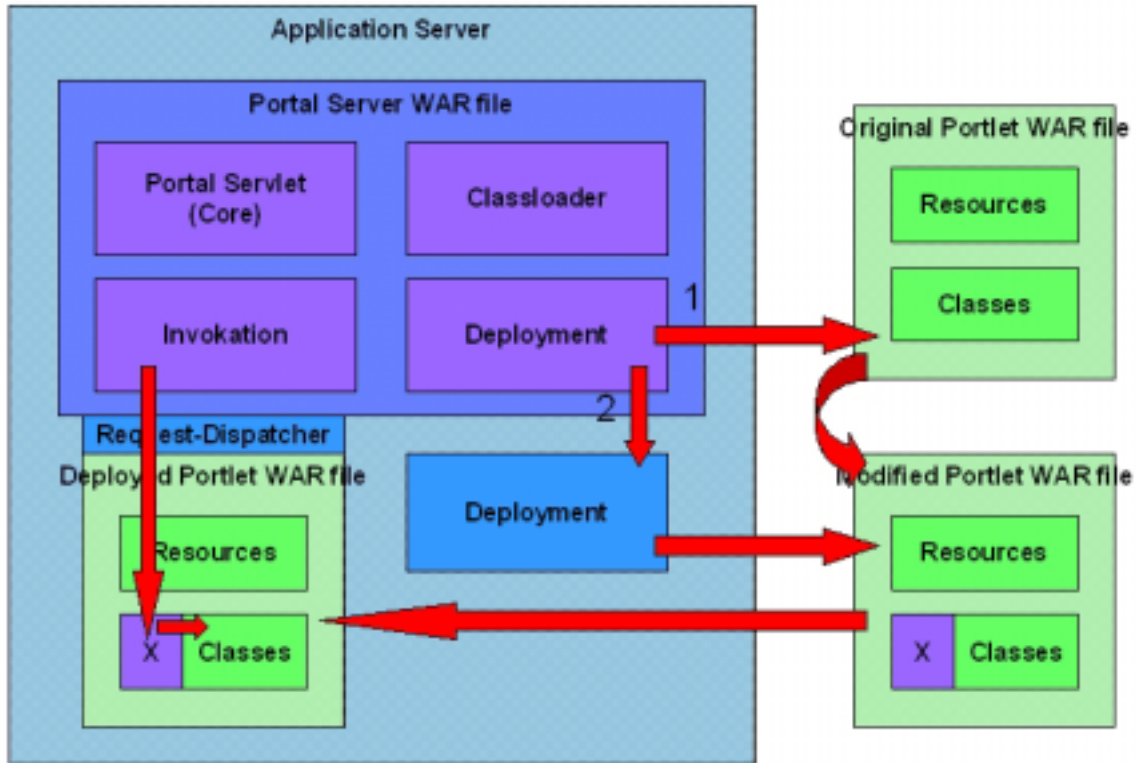 Application Server
Portal Server WAR file
Portal Servlet
(Core)
Classloader
Invokation
Deployment
1
2
Request-Dispatcher
Deployed Portlet WAR file
Resources
X
Classes
Deployment
Original Portlet WAR file
Resources
Classes
Modified Portlet WAR file
Resources
X
Classes